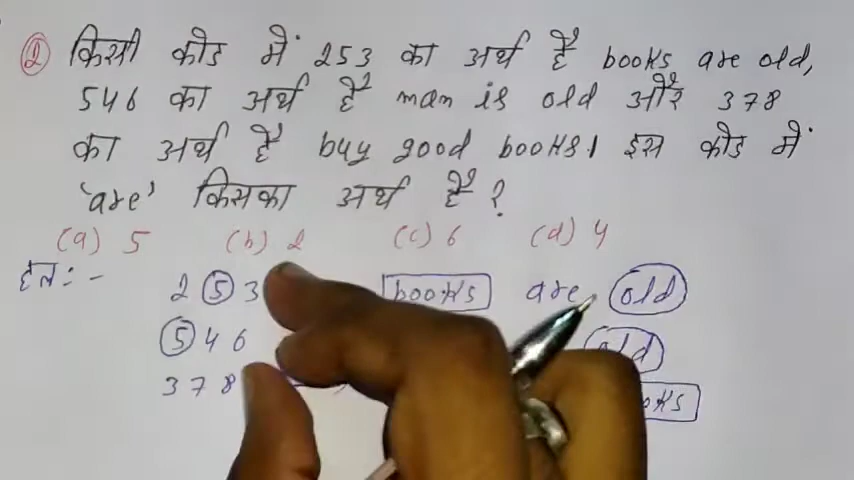 ② किसी कोड में 253 का अर्थ है books are old,
546 का अर्थ है man is old और 378
का अर्थ है buy good books। इस कोड में
'are' किसका अर्थ है ?
(a) 5 (b) 2 (c) 6 (d) 4
हल :-
2 5 3 books are old
5 4 6 old
3 7 8